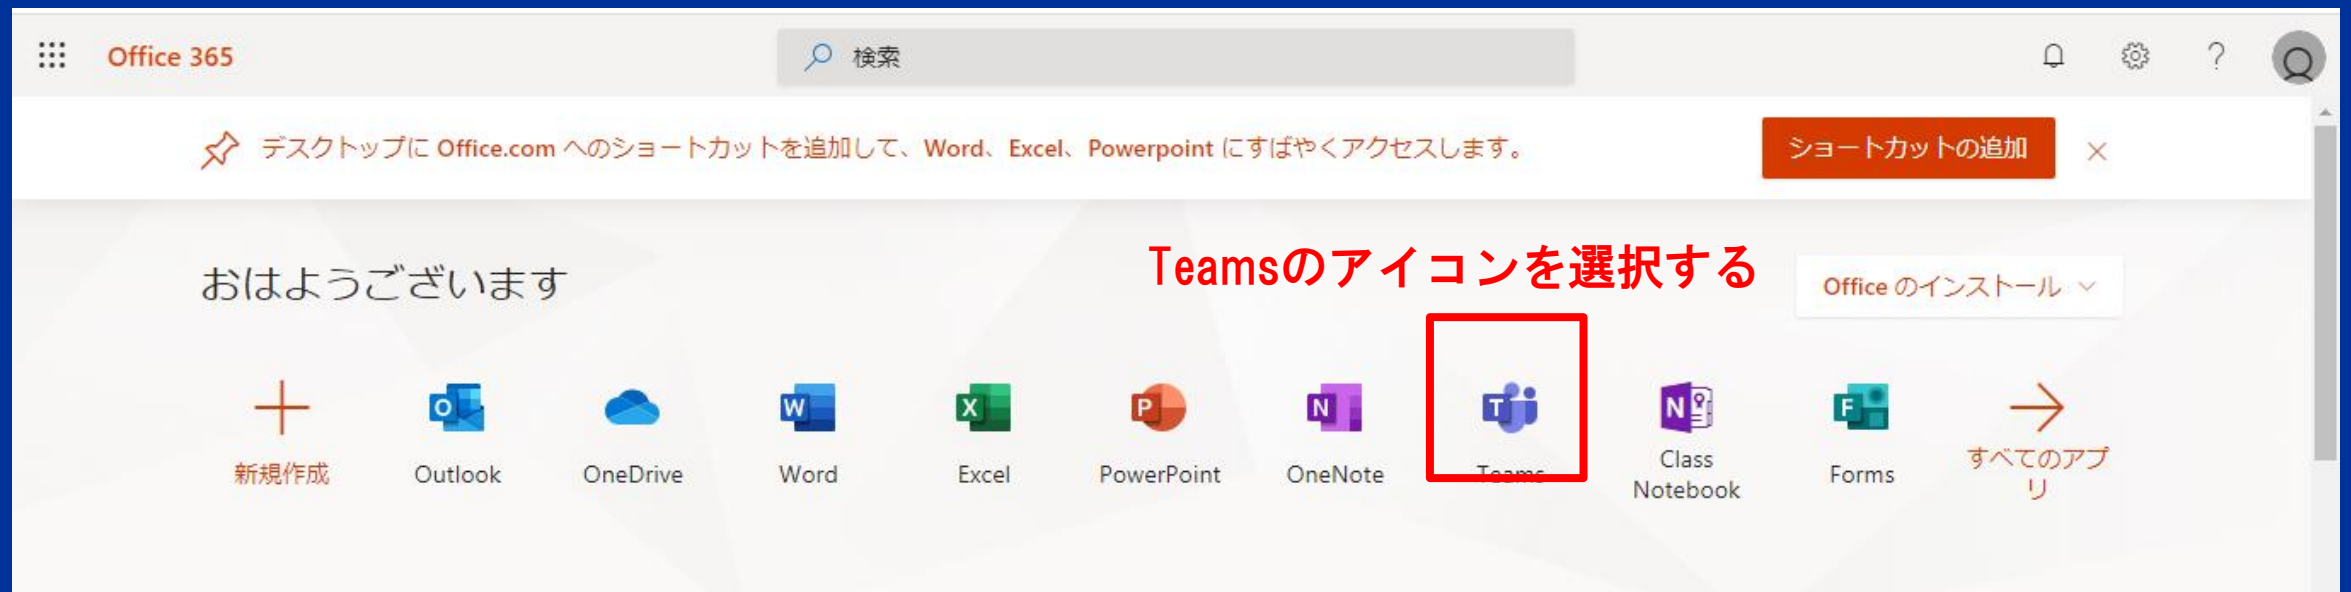 Office 365
検索
?
デスクトップに Office.com へのショートカットを追加して、Word、Excel、Powerpoint にすばやくアクセスします。
ショートカットの追加
Teamsのアイコンを選択する
おはようございます
Office のインストール
新規作成
Outlook
OneDrive
Word
Excel
PowerPoint
OneNote
Teams
Class
Notebook
Forms
すべてのアプ
リ